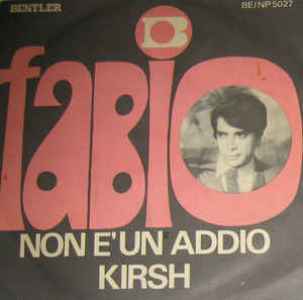 BENTLER
BE/NP 5027
B
FABIO
NON E' UN ADDIO
KIRSH